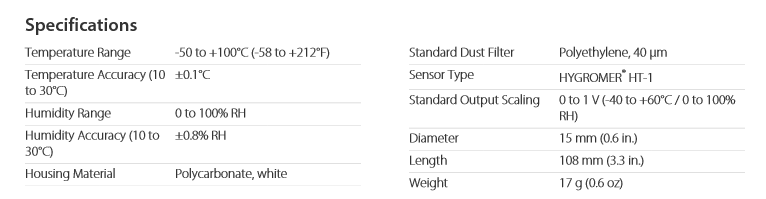 Specifications
Temperature Range -50 to +100°C (-58 to +212°F)
Temperature Accuracy (10 ±0.1°C
to 30°C)
Humidity Range 0 to 100% RH
Humidity Accuracy (10 to ±0.8% RH
30°C)
Housing Material Polycarbonate, white
Standard Dust Filter Polyethylene, 40 μm
Sensor Type HYGROMER® HT-1
Standard Output Scaling 0 to 1 V (-40 to +60°C / 0 to 100%
RH)
Diameter 15 mm (0.6 in.)
Length 108 mm (3.3 in.)
Weight 17 g (0.6 oz)